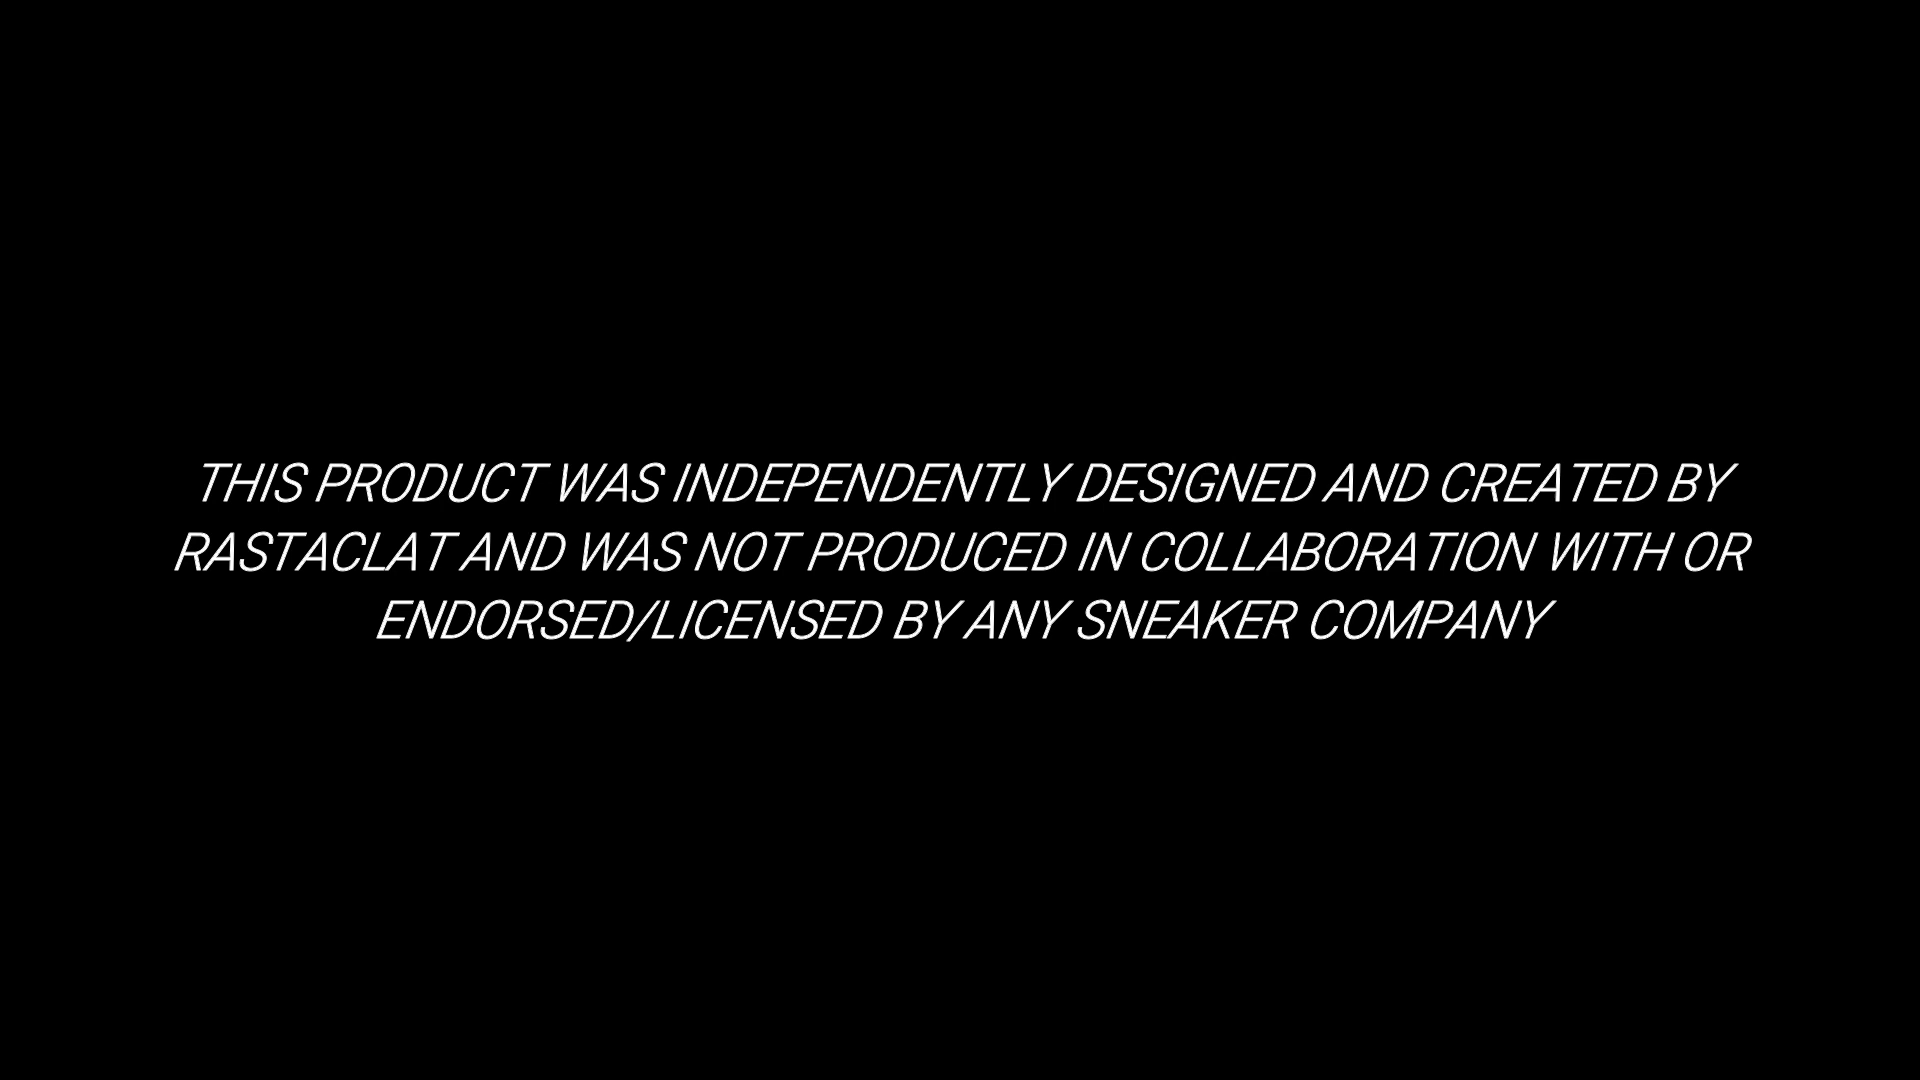 THIS PRODUCT WAS INDEPENDENTLY DESIGNED AND CREATED BY
RASTACLAT AND WAS NOT PRODUCED IN COLLABORATION WITH OR
ENDORSED/LICENSED BY ANY SNEAKER COMPANY